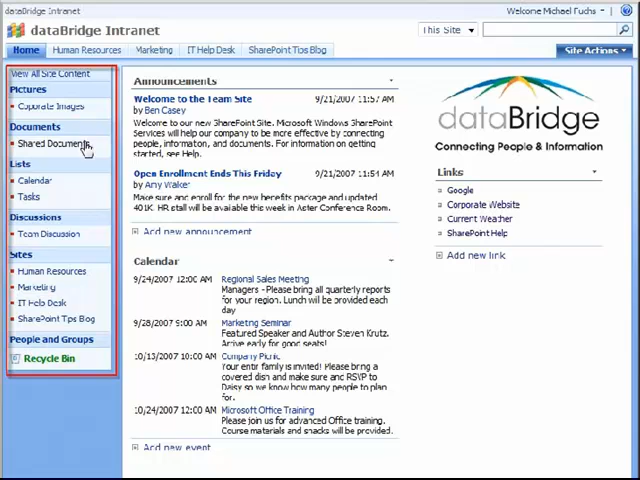 dataBridge Intranet
Welcome Michael Fuchs
dataBridge Intranet
This Site
Home
Human Resources
Marketing
IT Help Desk
SharePoint Tips Blog
Site Actions
View All Site Content
Pictures
Coporate Images
Documents
Shared Documents
Lists
Calendar
Tasks
Discussions
Team Discussion
Sites
Human Resources
Marketing
IT Help Desk
SharePoint Tips Blog
People and Groups
Recycle Bin
Announcements
Welcome to the Team Site 9/21/2007 11:57 AM
by Ben Casey
Welcome to our new SharePoint Site. Microsoft Windows SharePoint
Services will help our company to be more effective by connecting
people, information, and documents. For information on getting
started, see Help.
Open Enrollment Ends This Friday 9/21/2007 11:54 AM
by Amy Walker
Be sure to enroll for the new benefits package and updated
401K. HR staff will be available this week in Aster Conference Room.
Add new announcement
Calendar
9/24/2007 12:00 AM Regional Sales Meeting
Managers - Please bring all quarterly reports
for your region. Lunch will be provided each
day
9/28/2007 9:00 AM Marketing Seminar
Featured Speaker and Author Steven Krutz.
Arrive early for good seats!
10/13/2007 10:00 AM Company Picnic
Your entir family is invited! Please bring a
covered dish and make sure and RSVP to
Daisy so we know how many people to plan
for.
10/24/2007 12:00 AM Microsoft Office Training
Please join us for advanced Office training.
Course materials and snacks will be provided.
Add new event
dataBridge
Connecting People & Information
Links
Google
Corporate Website
Current Weather
SharePoint Help
Add new link